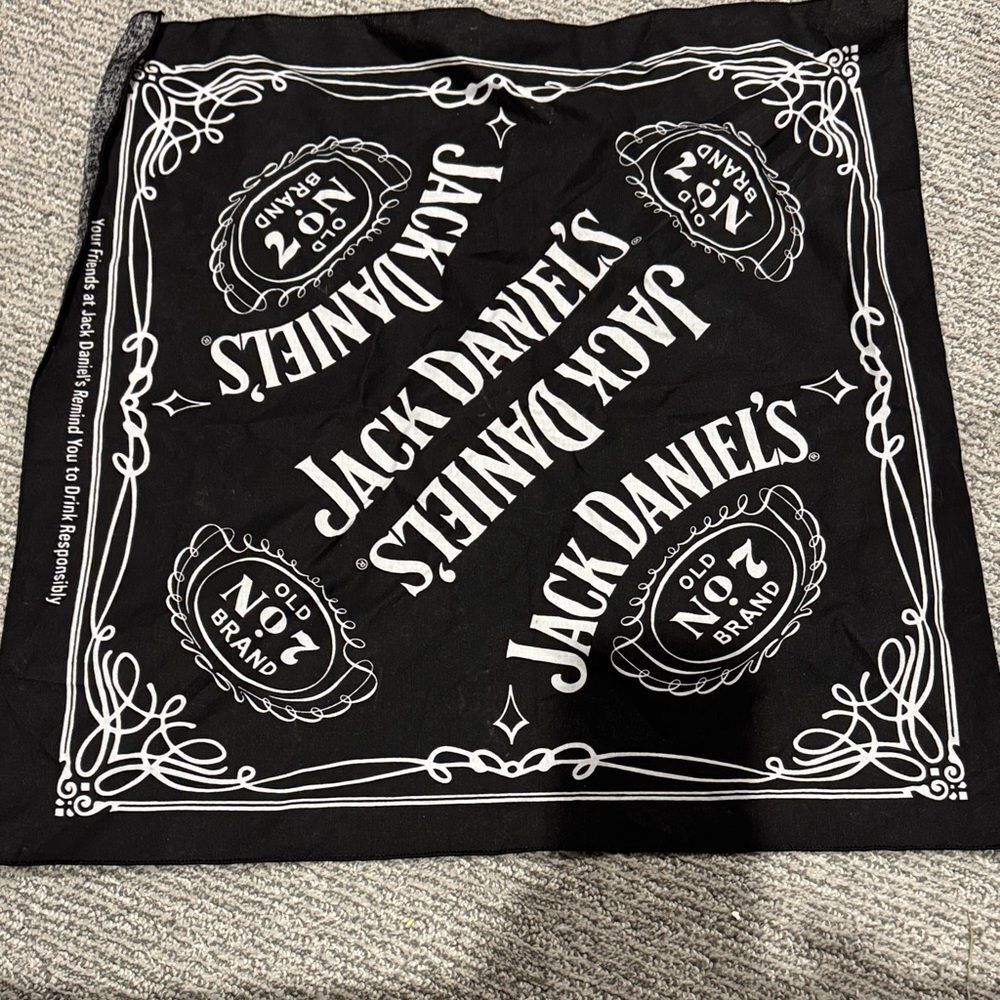 JACK DANIEL'S®
OLD
No. 7
BRAND
OLD
No. 7
BRAND
JACK DANIEL'S®
JACK DANIEL'S®
JACK DANIEL'S®
OLD
No. 7
BRAND
OLD
No. 7
BRAND
Your Friends at Jack Daniel's Remind You to Drink Responsibly